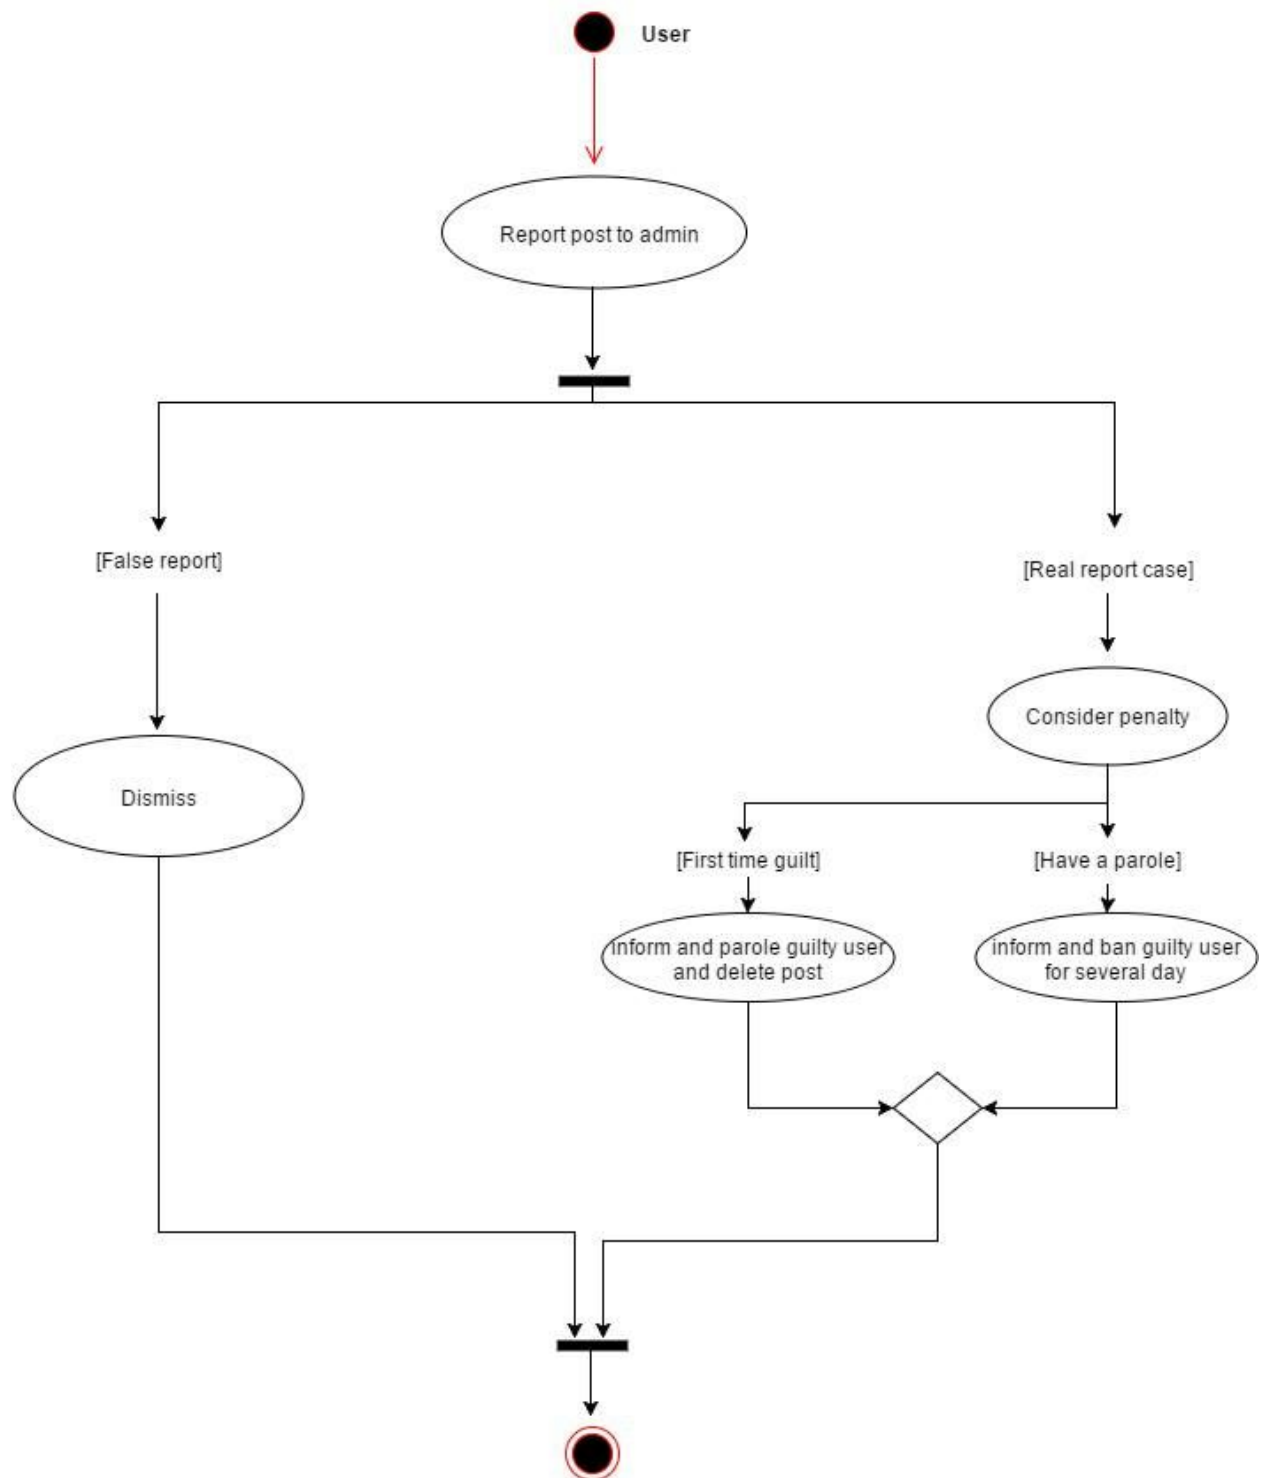 User
Report post to admin
[False report]
[Real report case]
Consider penalty
Dismiss
[First time guilt]
[Have a parole]
Inform and parole guilty user
and delete post
inform and ban guilty user
for several day